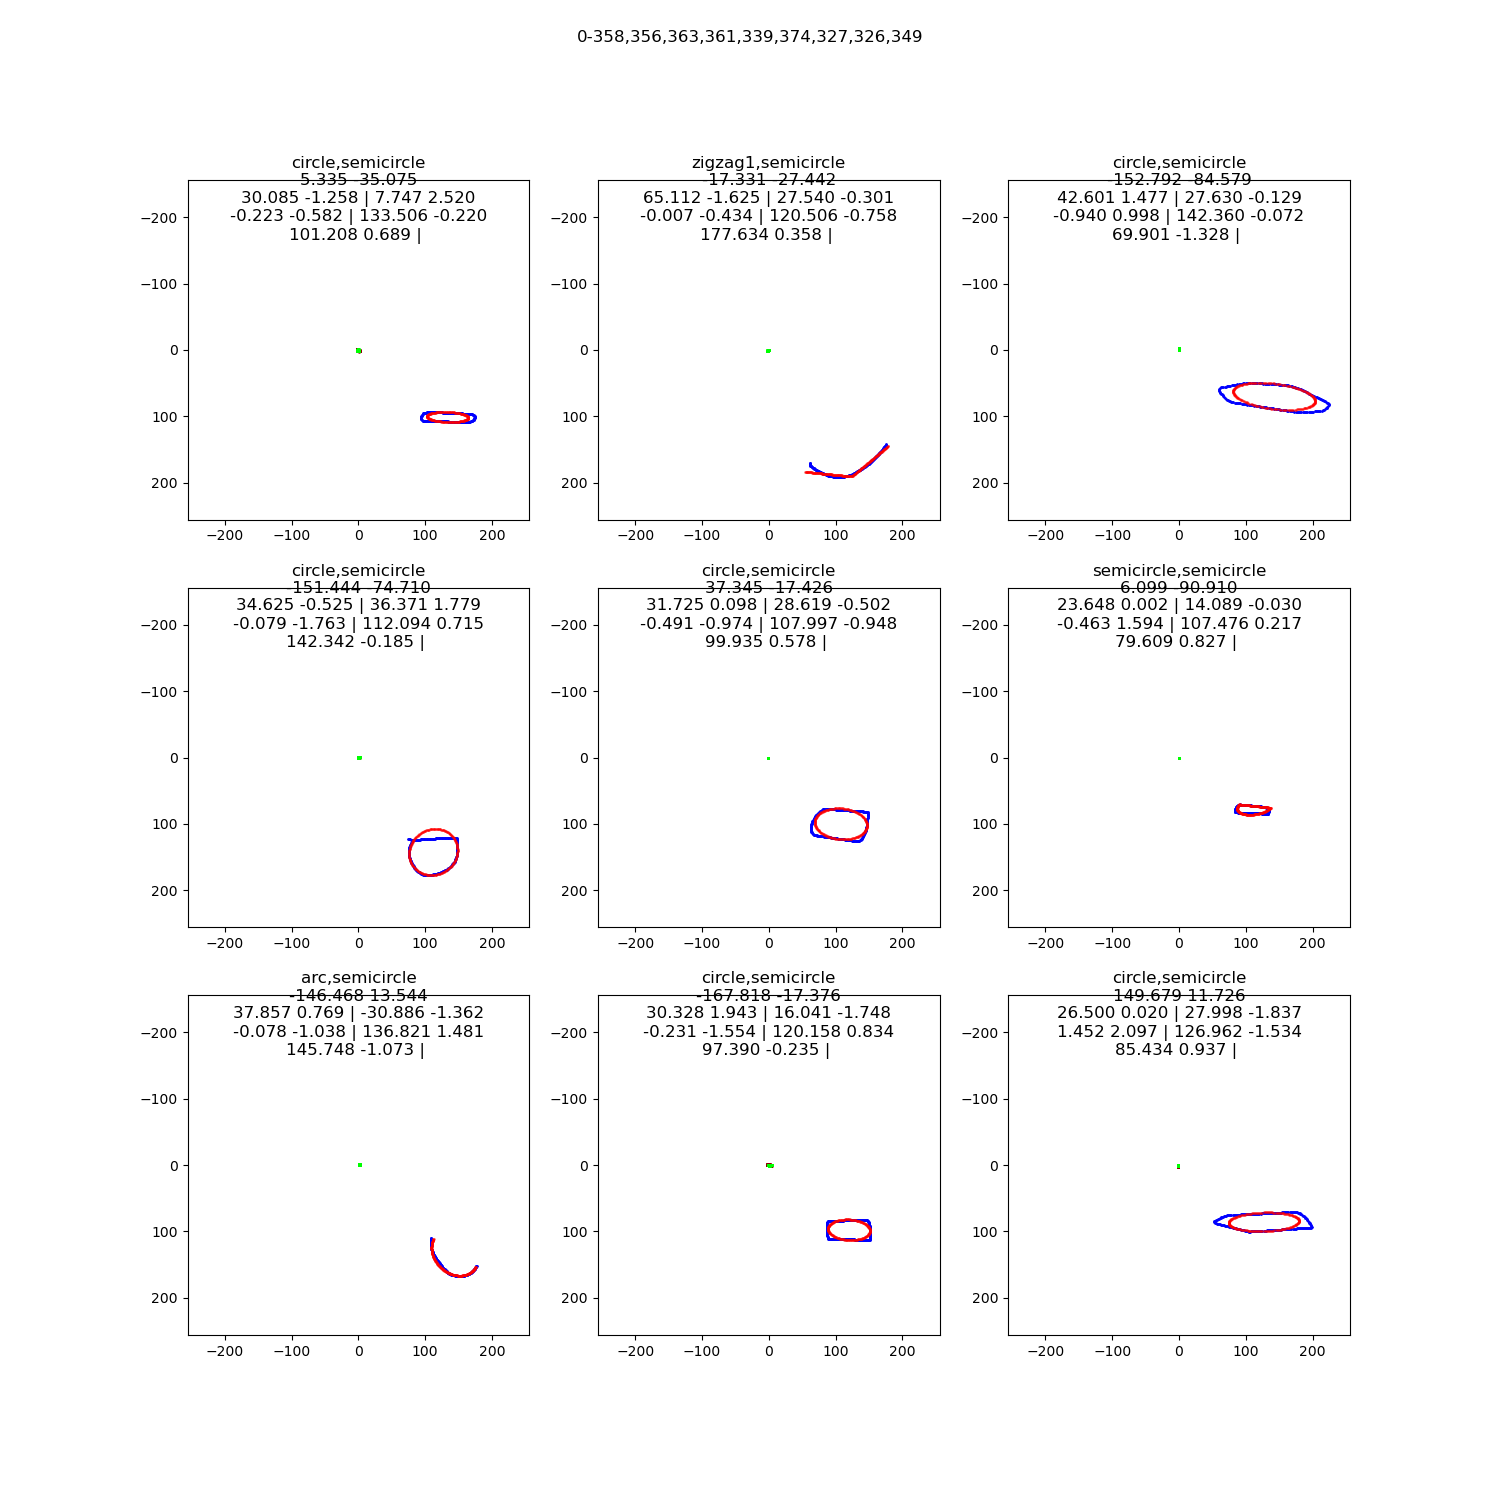 0-358,356,363,361,339,374,327,326,349
circle,semicircle
5.335 -35.075
30.085 -1.258 | 7.747 2.520
-0.223 -0.582 | 133.506 -0.220
101.208 0.689 |
−200
−100
0
100
200
−200 −100 0 100 200
zigzag1,semicircle
-17.331 -27.442
65.112 -1.625 | 27.540 -0.301
-0.007 -0.434 | 120.506 -0.758
177.634 0.358 |
−200
−100
0
100
200
−200 −100 0 100 200
circle,semicircle
-152.792 -84.579
42.601 1.477 | 27.630 -0.129
-0.940 0.998 | 142.360 -0.072
69.901 -1.328 |
−200
−100
0
100
200
−200 −100 0 100 200
circle,semicircle
-151.444 -74.710
34.625 -0.525 | 36.371 1.779
-0.079 -1.763 | 112.094 0.715
142.342 -0.185 |
−200
−100
0
100
200
−200 −100 0 100 200
circle,semicircle
37.345 -17.426
31.725 0.098 | 28.619 -0.502
-0.491 -0.974 | 107.997 -0.948
99.935 0.578 |
−200
−100
0
100
200
−200 −100 0 100 200
semicircle,semicircle
6.099 -90.910
23.648 0.002 | 14.089 -0.030
-0.463 1.594 | 107.476 0.217
79.609 0.827 |
−200
−100
0
100
200
−200 −100 0 100 200
arc,semicircle
-146.468 13.544
37.857 0.769 | -30.886 -1.362
-0.078 -1.038 | 136.821 1.481
145.748 -1.073 |
−200
−100
0
100
200
−200 −100 0 100 200
circle,semicircle
-167.818 -17.376
30.328 1.943 | 16.041 -1.748
-0.231 -1.554 | 120.158 0.834
97.390 -0.235 |
−200
−100
0
100
200
−200 −100 0 100 200
circle,semicircle
149.679 11.726
26.500 0.020 | 27.998 -1.837
1.452 2.097 | 126.962 -1.534
85.434 0.937 |
−200
−100
0
100
200
−200 −100 0 100 200